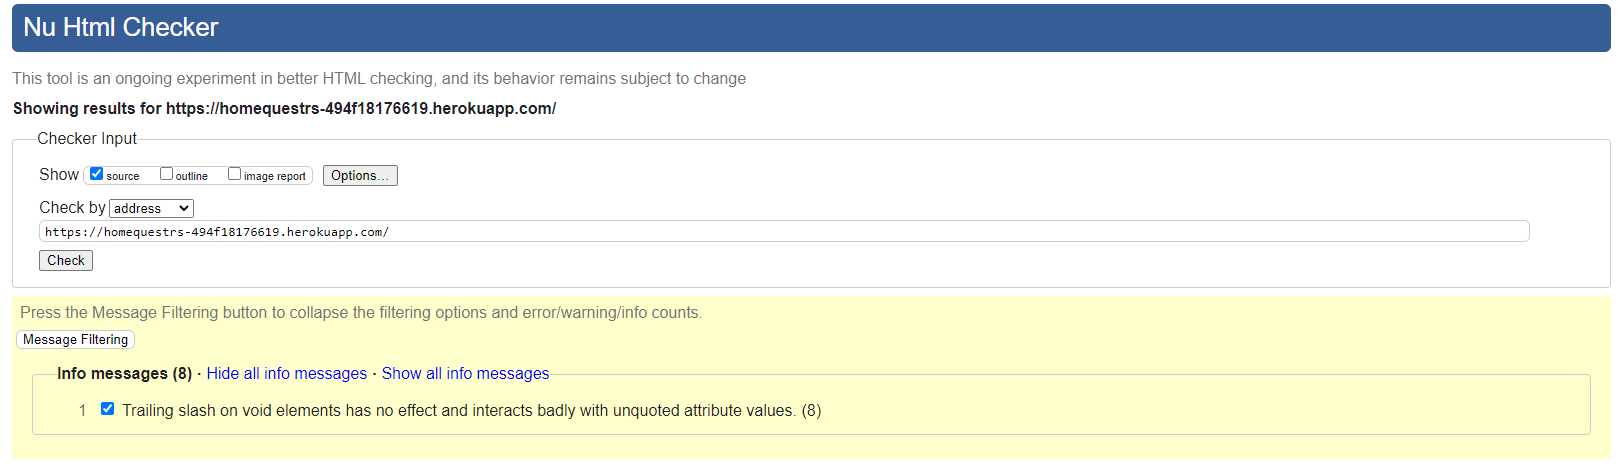 Nu Html Checker
This tool is an ongoing experiment in better HTML checking, and its behavior remains subject to change
Showing results for https://homequestrs-494f18176619.herokuapp.com/
Checker Input
Show source outline image report Options...
Check by address
https://homequestrs-494f18176619.herokuapp.com/
Check
Press the Message Filtering button to collapse the filtering options and error/warning/info counts.
Message Filtering
Info messages (8) · Hide all info messages · Show all info messages
1 Trailing slash on void elements has no effect and interacts badly with unquoted attribute values. (8)